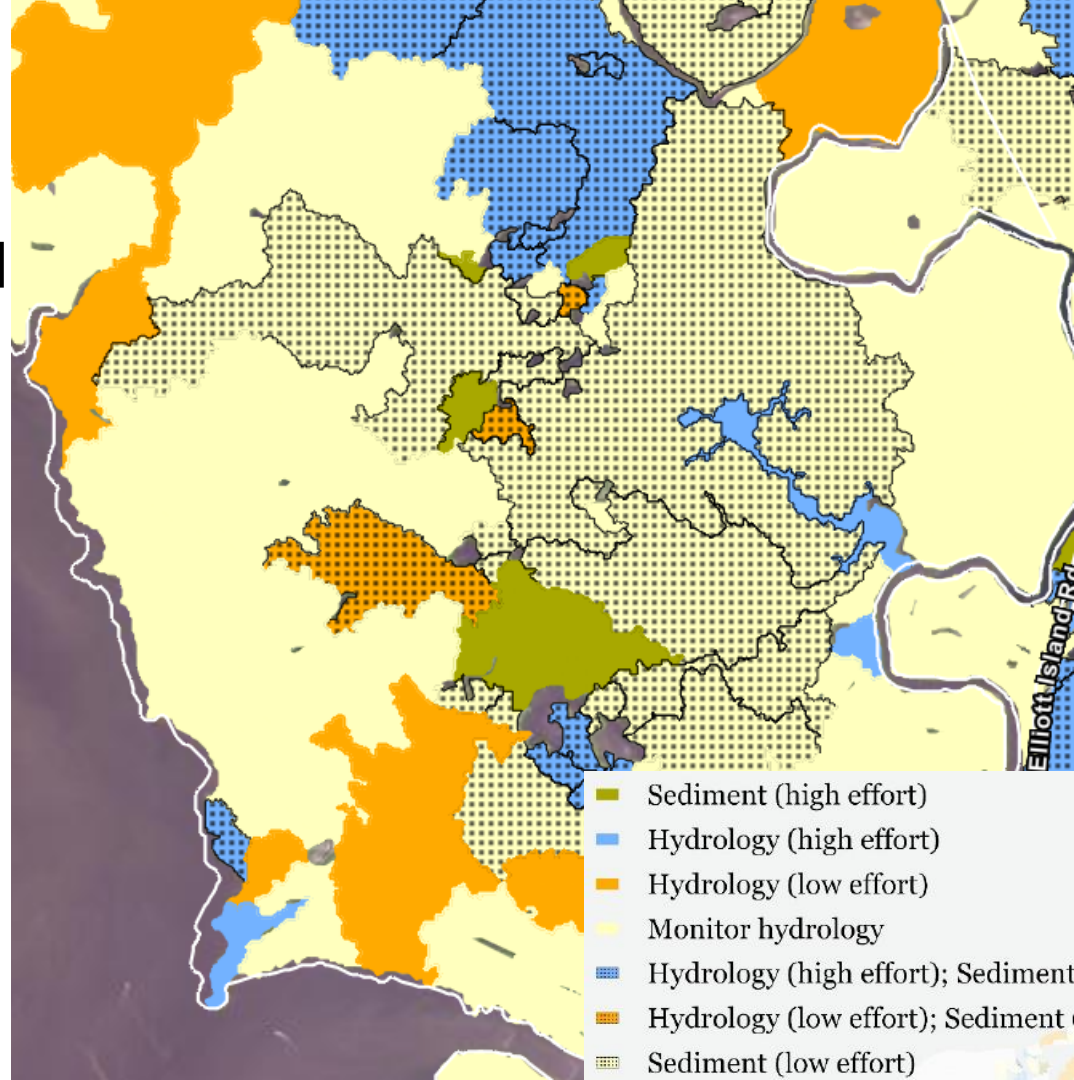 Elliott Island Rd
Sediment (high effort)
Hydrology (high effort)
Hydrology (low effort)
Monitor hydrology
Hydrology (high effort); Sediment
Hydrology (low effort); Sediment
Sediment (low effort)